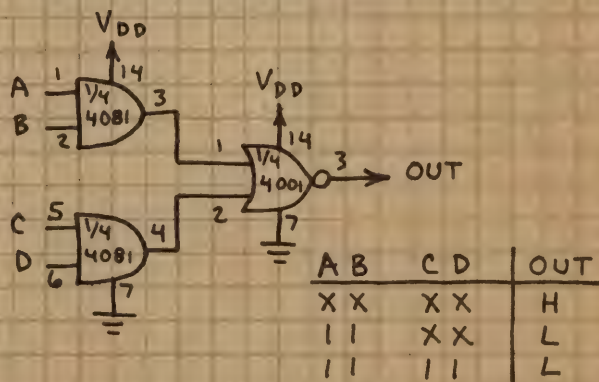 VDD
A 1 14
1/4 3
B 4081
2
VDD
1 14
1/4 3 OUT
4001
2
7
C 5
1/4 4
D 4081
6
7
A B C D OUT
X X X X H
1 1 X X L
1 1 1 1 L